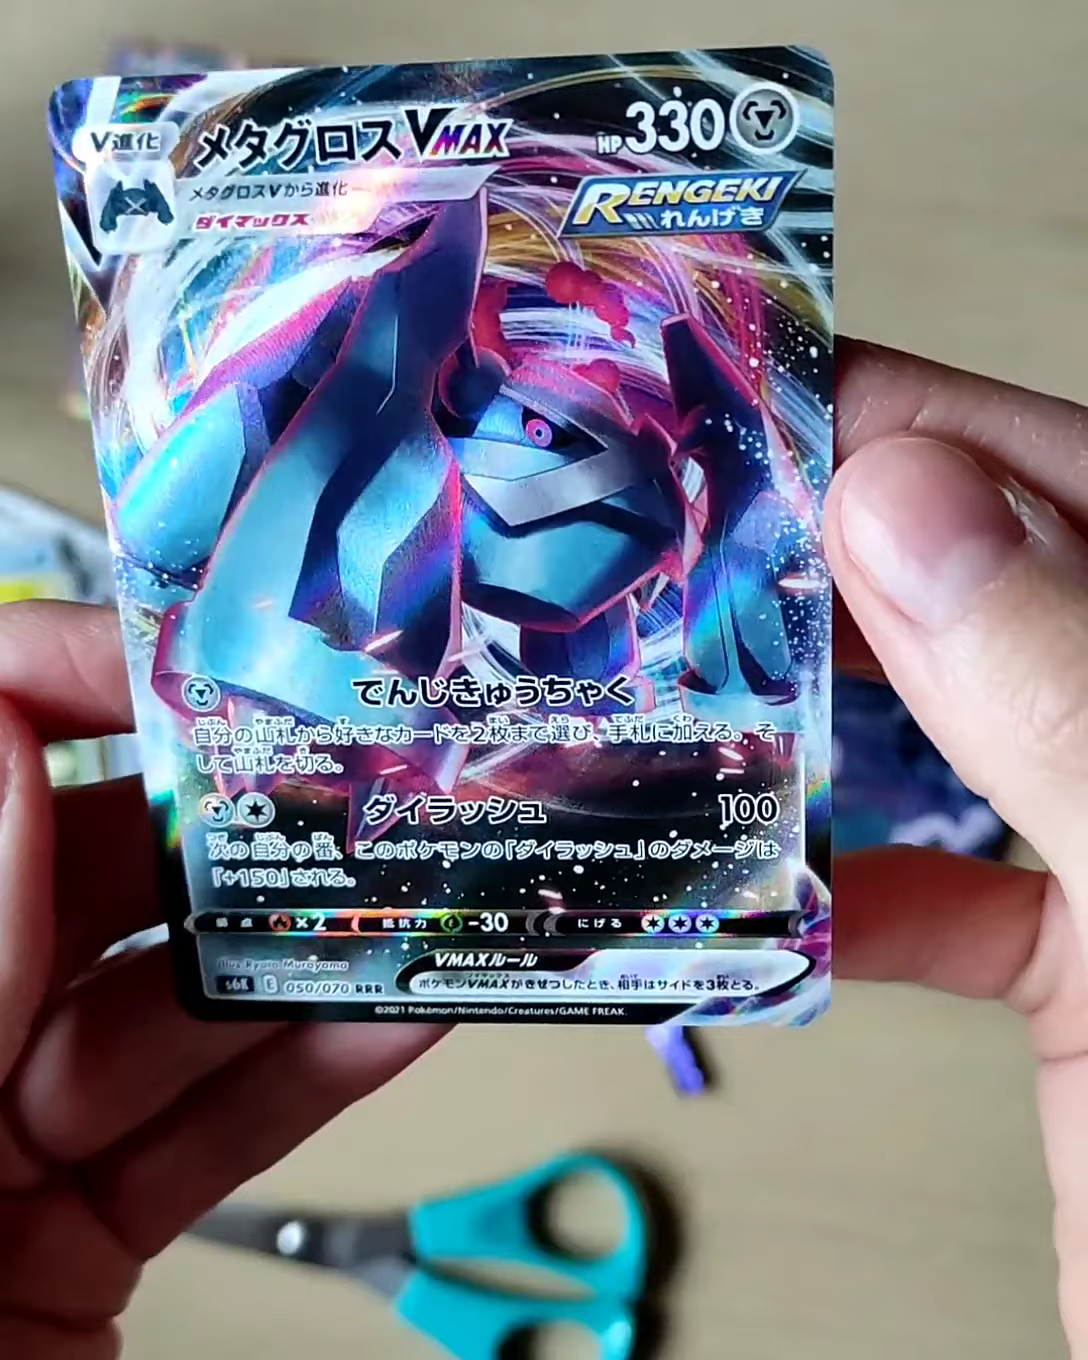 V進化
メタグロスVMAX
HP330
メタグロスVから進化
ダイマックス
RENGEKI
れんげき
でんじきゅうちゃく
自分の山札から好きなカードを2枚まで選び、手札に加える。そ
して山札を切る。
ダイラッシュ 100
次の自分の番、このポケモンの「ダイラッシュ」のダメージは
「+150」される。
弱点 ×2 抵抗力 -30 にげる
Illus. Kyoto Murayama
VMAXルール
s6K E 050/070 RRR
ポケモンVMAXがきぜつしたとき、相手はサイドを3枚とる。
©2021 Pokémon/Nintendo/Creatures/GAME FREAK.